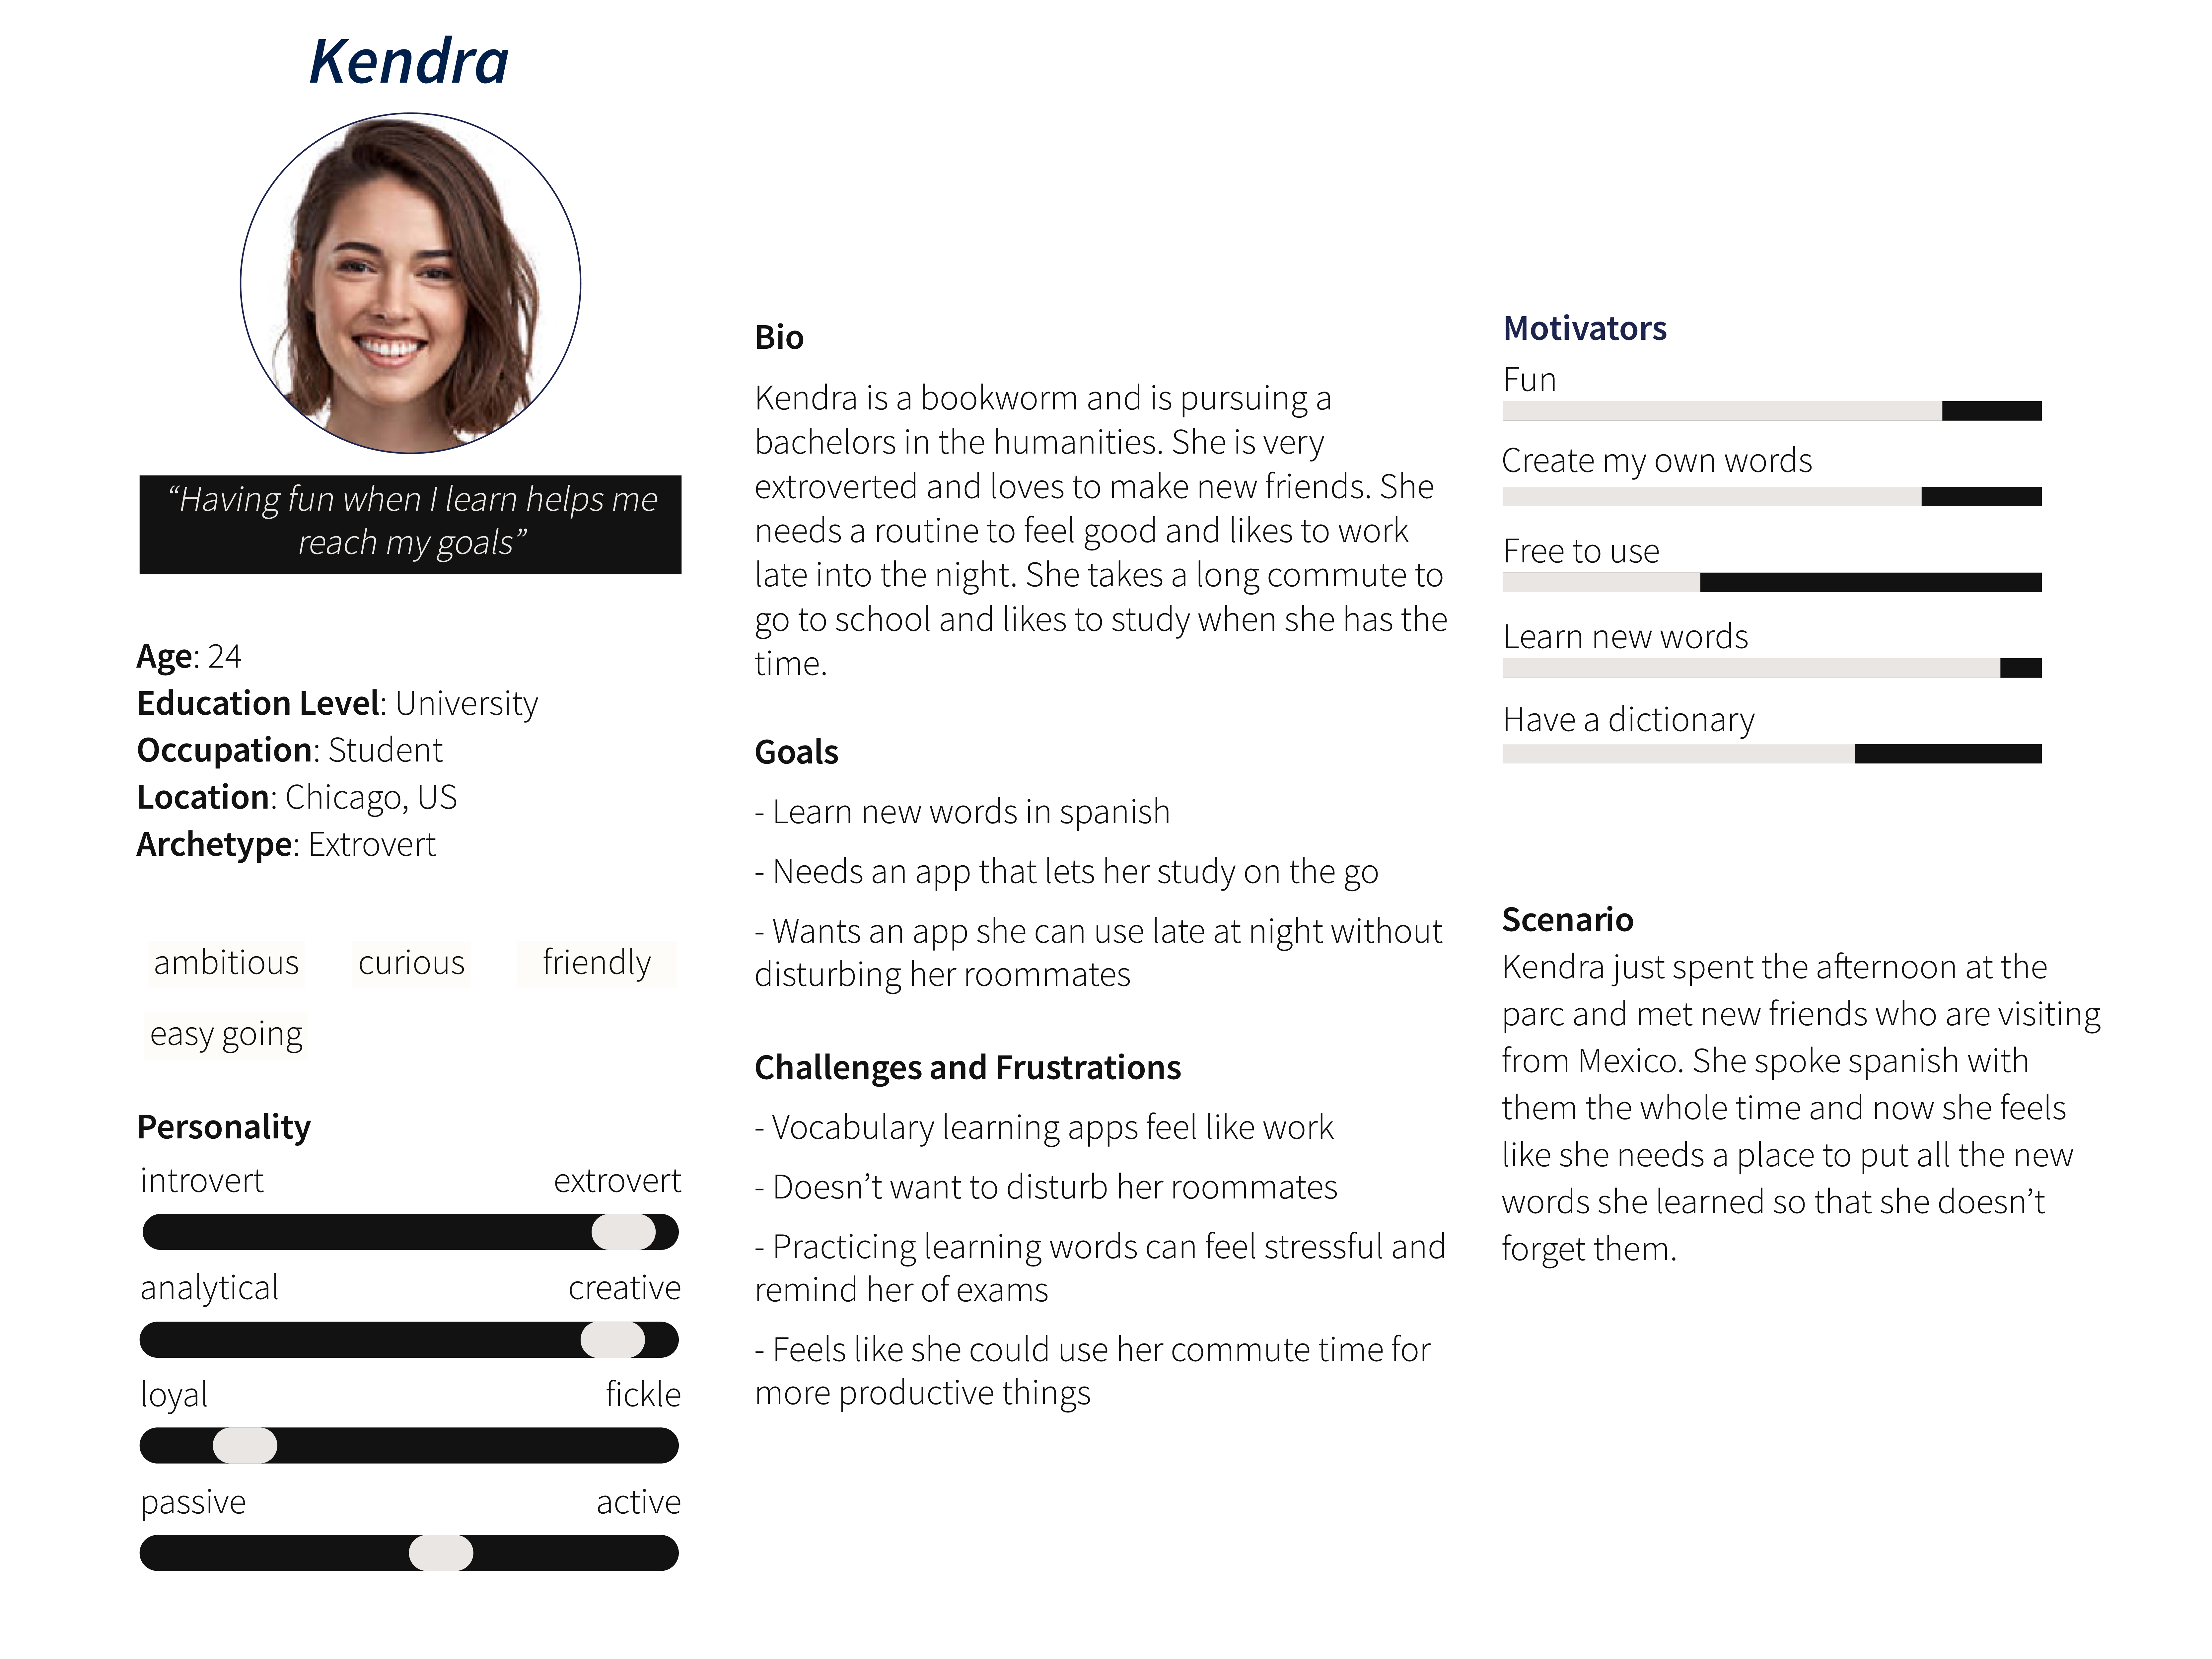 Kendra
“Having fun when I learn helps me
reach my goals”
Age: 24
Education Level: University
Occupation: Student
Location: Chicago, US
Archetype: Extrovert
ambitious curious friendly
easy going
Personality
introvert extrovert
analytical creative
loyal fickle
passive active
Bio
Kendra is a bookworm and is pursuing a
bachelors in the humanities. She is very
extroverted and loves to make new friends. She
needs a routine to feel good and likes to work
late into the night. She takes a long commute to
go to school and likes to study when she has the
time.
Goals
- Learn new words in spanish
- Needs an app that lets her study on the go
- Wants an app she can use late at night without
disturbing her roommates
Challenges and Frustrations
- Vocabulary learning apps feel like work
- Doesn’t want to disturb her roommates
- Practicing learning words can feel stressful and
remind her of exams
- Feels like she could use her commute time for
more productive things
Motivators
Fun
Create my own words
Free to use
Learn new words
Have a dictionary
Scenario
Kendra just spent the afternoon at the
parc and met new friends who are visiting
from Mexico. She spoke spanish with
them the whole time and now she feels
like she needs a place to put all the new
words she learned so that she doesn’t
forget them.